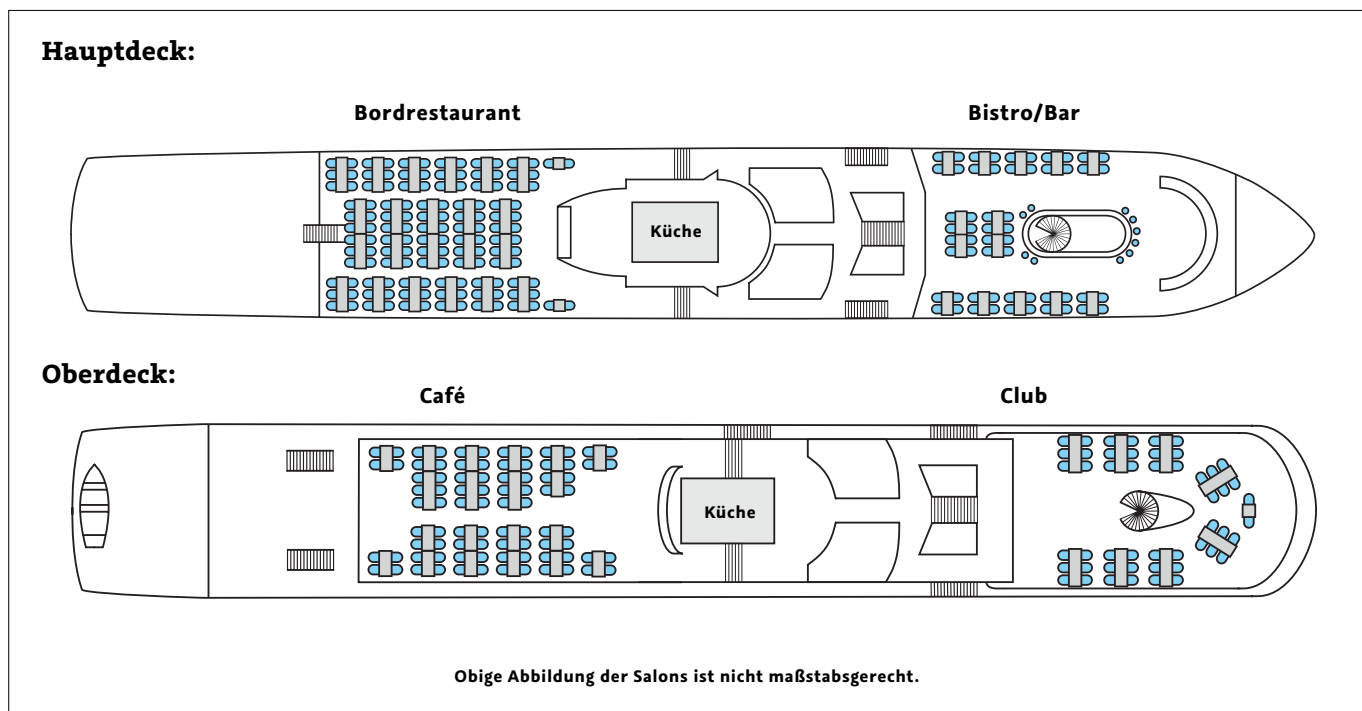 Hauptdeck:
Bordrestaurant
Bistro/Bar
Küche
Oberdeck:
Café
Club
Küche
Obige Abbildung der Salons ist nicht maßstabsgerecht.